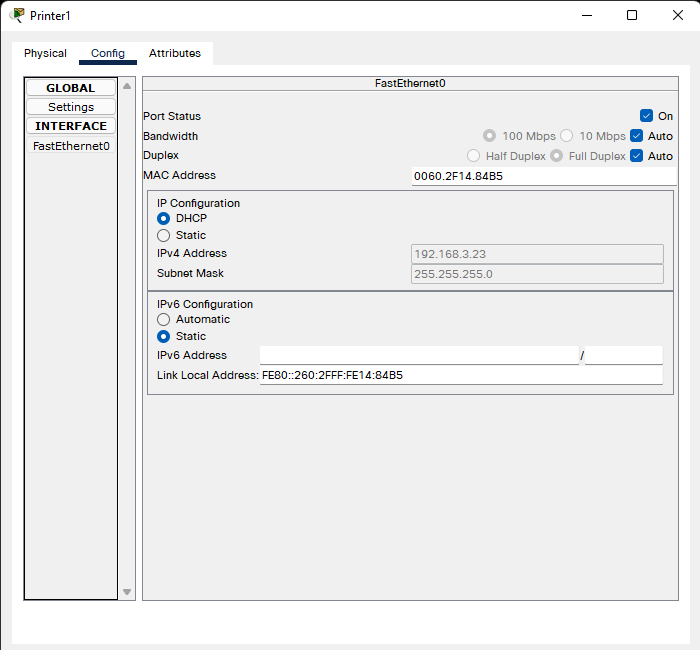 Printer1
Physical Config Attributes
GLOBAL
Settings
INTERFACE
FastEthernet0
FastEthernet0
Port Status On
Bandwidth 100 Mbps 10 Mbps Auto
Duplex Half Duplex Full Duplex Auto
MAC Address 0060.2F14.84B5
IP Configuration
DHCP
Static
IPv4 Address 192.168.3.23
Subnet Mask 255.255.255.0
IPv6 Configuration
Automatic
Static
IPv6 Address /
Link Local Address: FE80::260:2FFF:FE14:84B5